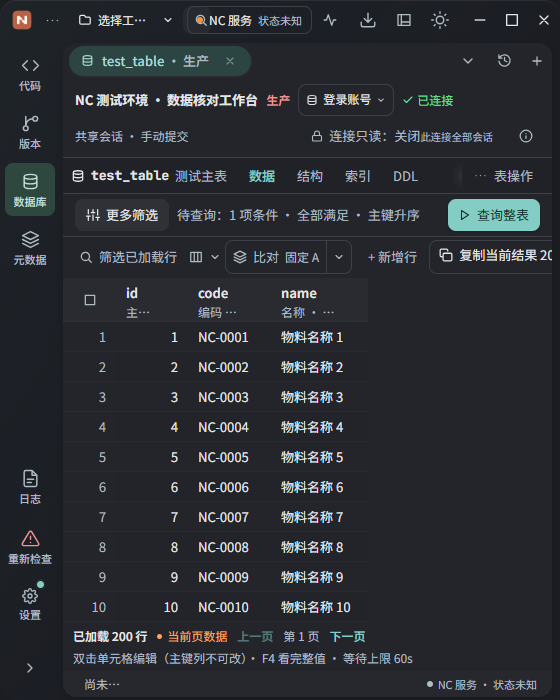 N ··· 选择工··· NC 服务 状态未知
代码
版本
数据库
元数据
日志
重新检查
设置
test_table • 生产 ×
NC 测试环境 • 数据核对工作台 生产 登录账号 已连接
共享会话 • 手动提交 连接只读：关闭 此连接全部会话
test_table 测试主表 数据 结构 索引 DDL ··· 表操作
更多筛选 待查询：1 项条件 • 全部满足 • 主键升序 查询整表
筛选已加载行 比对 固定 A + 新增行 复制当前结果 20
id code name
主··· 编码 ··· 名称 • ···
1 1 NC-0001 物料名称 1
2 2 NC-0002 物料名称 2
3 3 NC-0003 物料名称 3
4 4 NC-0004 物料名称 4
5 5 NC-0005 物料名称 5
6 6 NC-0006 物料名称 6
7 7 NC-0007 物料名称 7
8 8 NC-0008 物料名称 8
9 9 NC-0009 物料名称 9
10 10 NC-0010 物料名称 10
已加载 200 行 • 当前页数据 上一页 第 1 页 下一页
双击单元格编辑（主键列不可改）• F4 看完整值 • 等待上限 60s
尚未··· NC 服务 • 状态未知